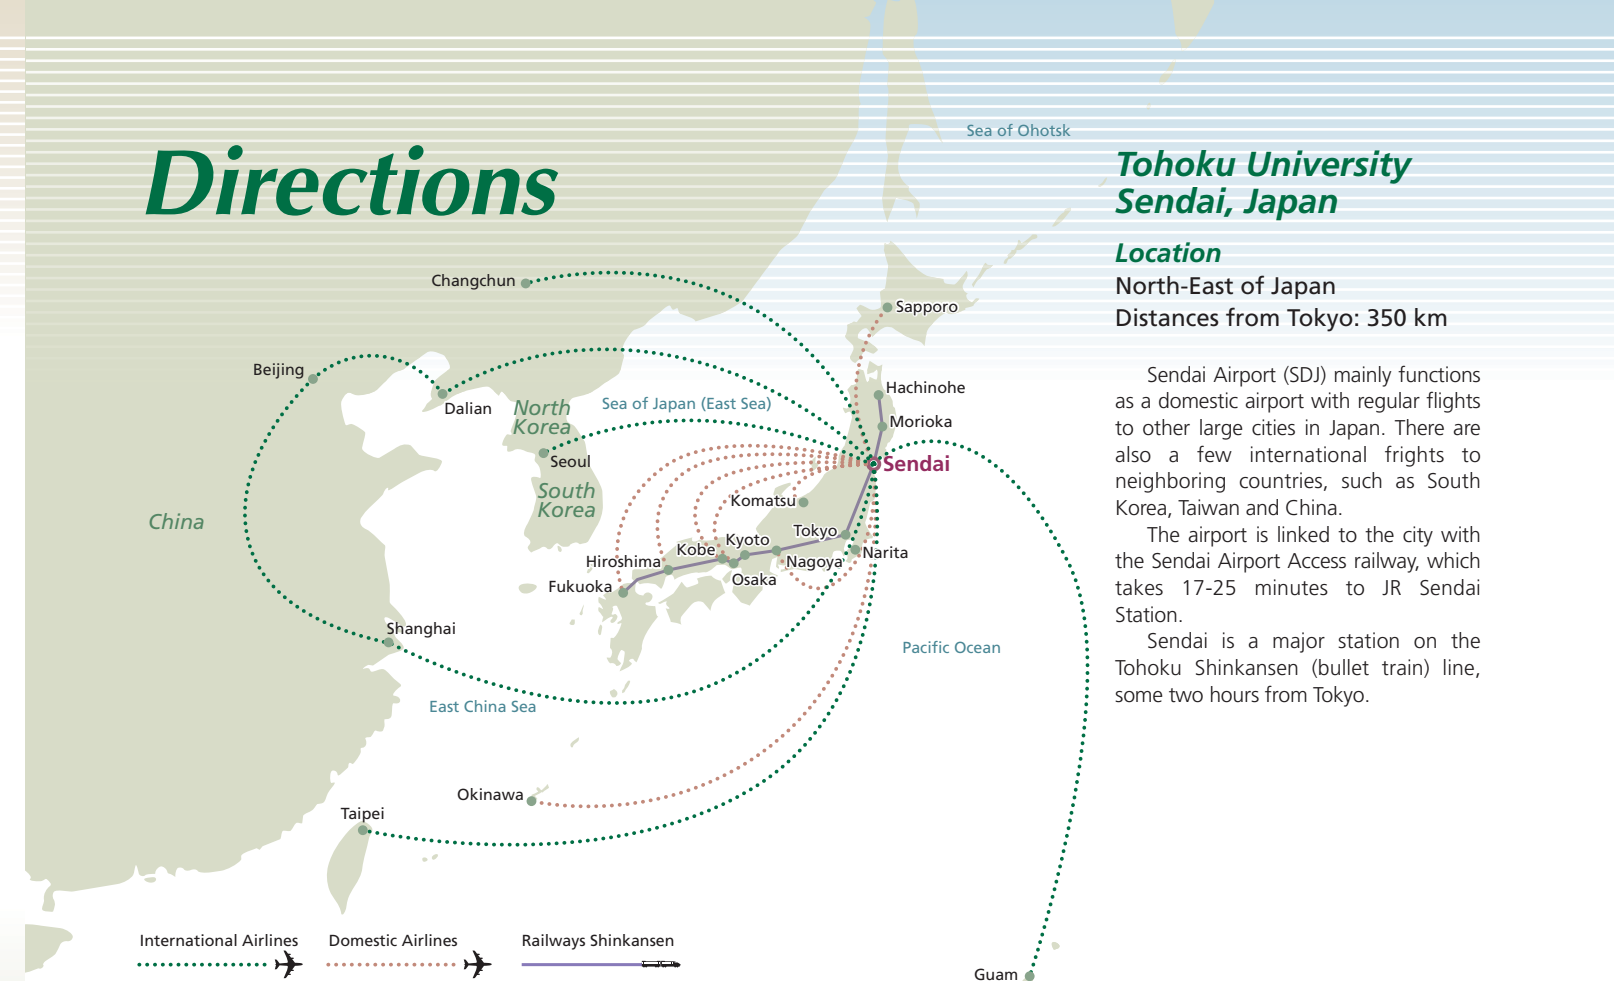 Sea of Ohotsk
Directions
Tohoku University
Sendai, Japan
Location
North-East of Japan
Distances from Tokyo: 350 km
Sendai Airport (SDJ) mainly functions
as a domestic airport with regular flights
to other large cities in Japan. There are
also a few international frights to
neighboring countries, such as South
Korea, Taiwan and China.
The airport is linked to the city with
the Sendai Airport Access railway, which
takes 17-25 minutes to JR Sendai
Station.
Sendai is a major station on the
Tohoku Shinkansen (bullet train) line,
some two hours from Tokyo.
Changchun
Sapporo
Beijing
Hachinohe
Dalian
North
Korea
Sea of Japan (East Sea)
Morioka
Seoul
Sendai
South
Korea
Komatsu
China
Tokyo
Kyoto
Kobe
Narita
Hiroshima
Nagoya
Osaka
Fukuoka
Shanghai
Pacific Ocean
East China Sea
Okinawa
Taipei
International Airlines
Domestic Airlines
Railways Shinkansen
Guam